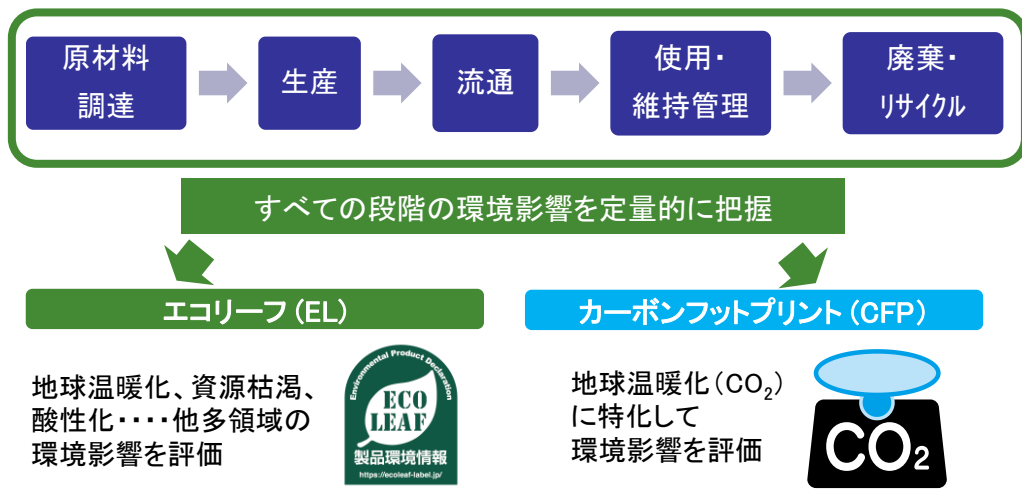 原材料
調達
生産
流通
使用・
維持管理
廃棄・
ﾘｻｲｸﾙ
すべての段階の環境影響を定量的に把握
エコリーフ(EL)
カーボンフットプリント(CFP)
地球温暖化、資源枯渇、
酸性化・・・・他多領域の
環境影響を評価
Environmental Product Declaration
ECO
LEAF
製品環境情報
https://ecoleaf-label.jp/
地球温暖化(CO₂)
に特化して
環境影響を評価
CO₂